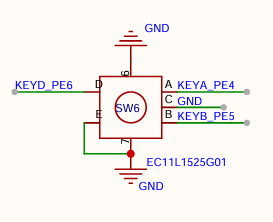 GND
6
KEYD_PE6 D A KEYA_PE4
C GND
E SW6 B KEYB_PE5
7
EC11L1525G01
GND